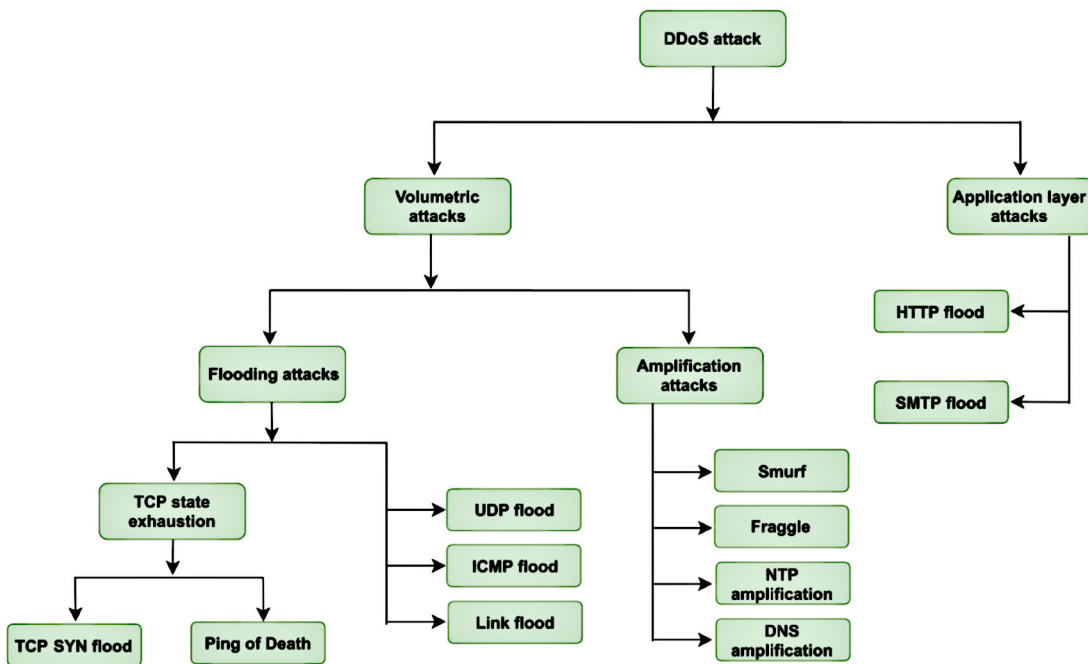 DDoS attack
Volumetric
attacks
Application layer
attacks
HTTP flood
SMTP flood
Flooding attacks
Amplification
attacks
TCP state
exhaustion
UDP flood
ICMP flood
Link flood
Smurf
Fraggle
NTP
amplification
DNS
amplification
TCP SYN flood
Ping of Death